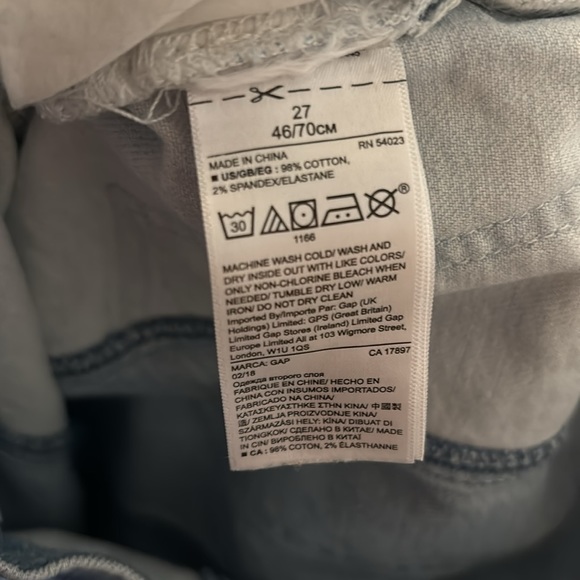 27
46/70CM
RN 54023
MADE IN CHINA
■ US/GB/EG : 98% COTTON,
2% SPANDEX/ELASTANE
30
®
1166
MACHINE WASH COLD/ WASH AND
DRY INSIDE OUT WITH LIKE COLORS/
ONLY NON-CHLORINE BLEACH WHEN
NEEDED/ TUMBLE DRY LOW/ WARM
IRON/ DO NOT DRY CLEAN
Imported By/Importe Par: Gap (UK
Holdings) Limited: GPS (Great Britain)
Limited Gap Stores (Ireland) Limited Gap
Europe Limited All at 103 Wigmore Street,
London, W1U 1QS
CA 17897
MARCA: GAP
02/18
Одежда второго слоя
FABRIQUÉ EN CHINE/ HECHO EN
CHINA CON INSUMOS IMPORTADOS/
FABRICADO NA CHINA/
ΚΑΤΑΣΚΕΥΑΣΤΗΚΕ ΣΤΗΝ ΚΙΝΑ/ 中國製
造/ ZEMLJA PROIZVODNJE KINA/
SZÁRMAZÁSI HELY: KÍNA/ DIBUAT DI
TIONGKOK/ СДЕЛАНО В КИТАЕ/ MADE
IN CIN/ ВИРОБЛЕНО В КИТАЇ
■ CA : 98% COTON, 2% ÉLASTHANNE